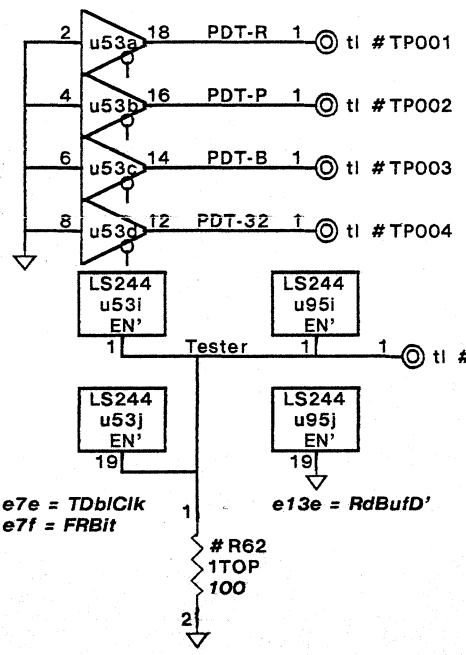 2 u53a 18 PDT-R 1 tl #TP001
4 u53b 16 PDT-P 1 tl #TP002
6 u53c 14 PDT-B 1 tl #TP003
8 u53d 12 PDT-32 1 tl #TP004
LS244 LS244
u53i u95i
EN' EN'
1 Tester 1 1 tl #
LS244 LS244
u53j u95j
EN' EN'
19 19
e7e = TDblClk e13e = RdBufD'
e7f = FRBit
1
#R62
1TOP
100
2